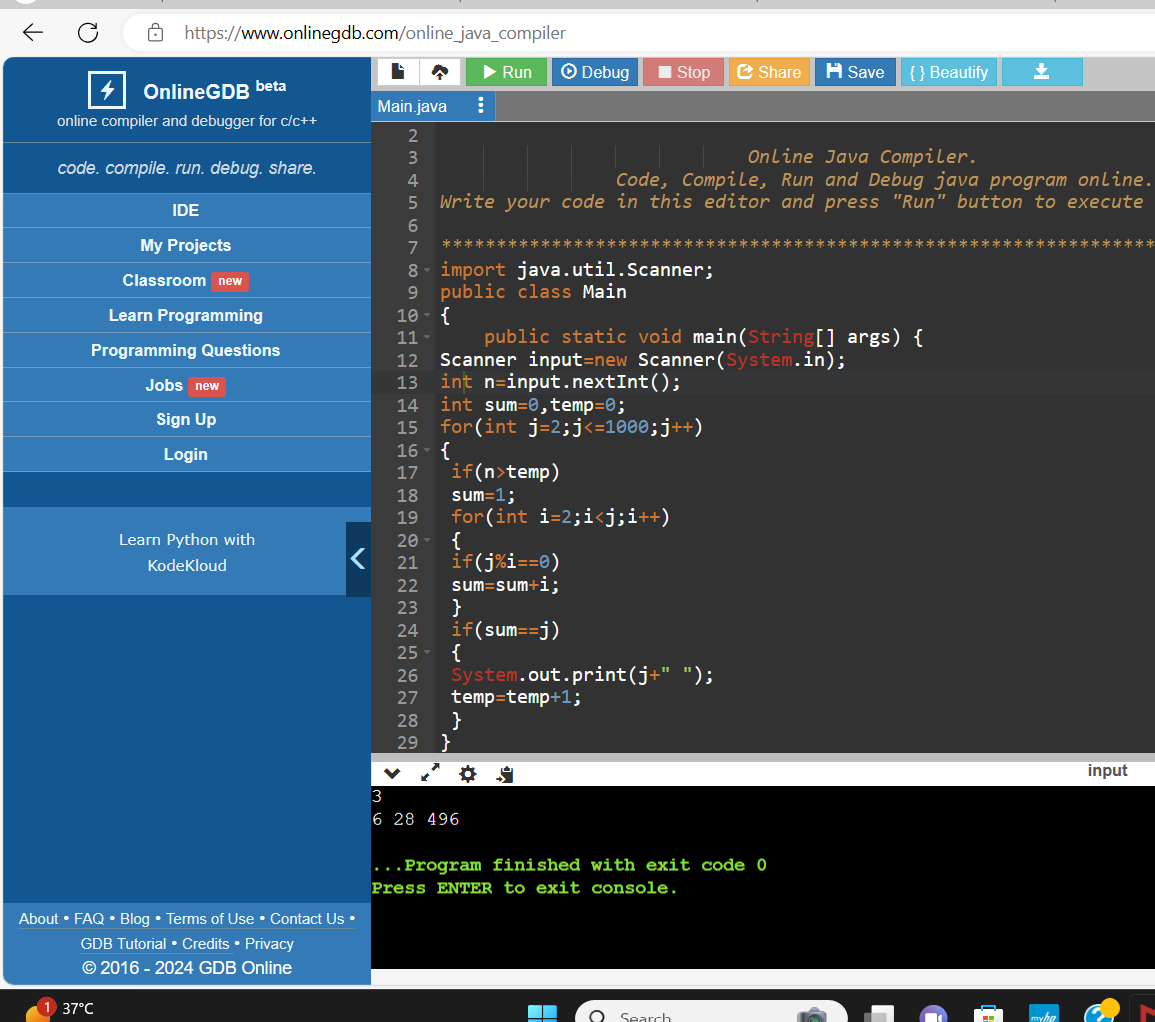 https://www.onlinegdb.com/online_java_compiler
OnlineGDB beta
online compiler and debugger for c/c++
code. compile. run. debug. share.
IDE
My Projects
Classroom new
Learn Programming
Programming Questions
Jobs new
Sign Up
Login
Learn Python with
KodeKloud
About • FAQ • Blog • Terms of Use • Contact Us •
GDB Tutorial • Credits • Privacy
© 2016 - 2024 GDB Online
Run Debug Stop Share Save { } Beautify
Main.java
2
3 Online Java Compiler.
4 Code, Compile, Run and Debug java program online.
5 Write your code in this editor and press "Run" button to execute
6
7 *****************************************************************
8 import java.util.Scanner;
9 public class Main
10 {
11 public static void main(String[] args) {
12 Scanner input=new Scanner(System.in);
13 int n=input.nextInt();
14 int sum=0,temp=0;
15 for(int j=2;j<=1000;j++)
16 {
17 if(n>temp)
18 sum=1;
19 for(int i=2;i<j;i++)
20 {
21 if(j%i==0)
22 sum=sum+i;
23 }
24 if(sum==j)
25 {
26 System.out.print(j+" ");
27 temp=temp+1;
28 }
29 }
input
3
6 28 496
...Program finished with exit code 0
Press ENTER to exit console.
1 37°C
Search
myhp